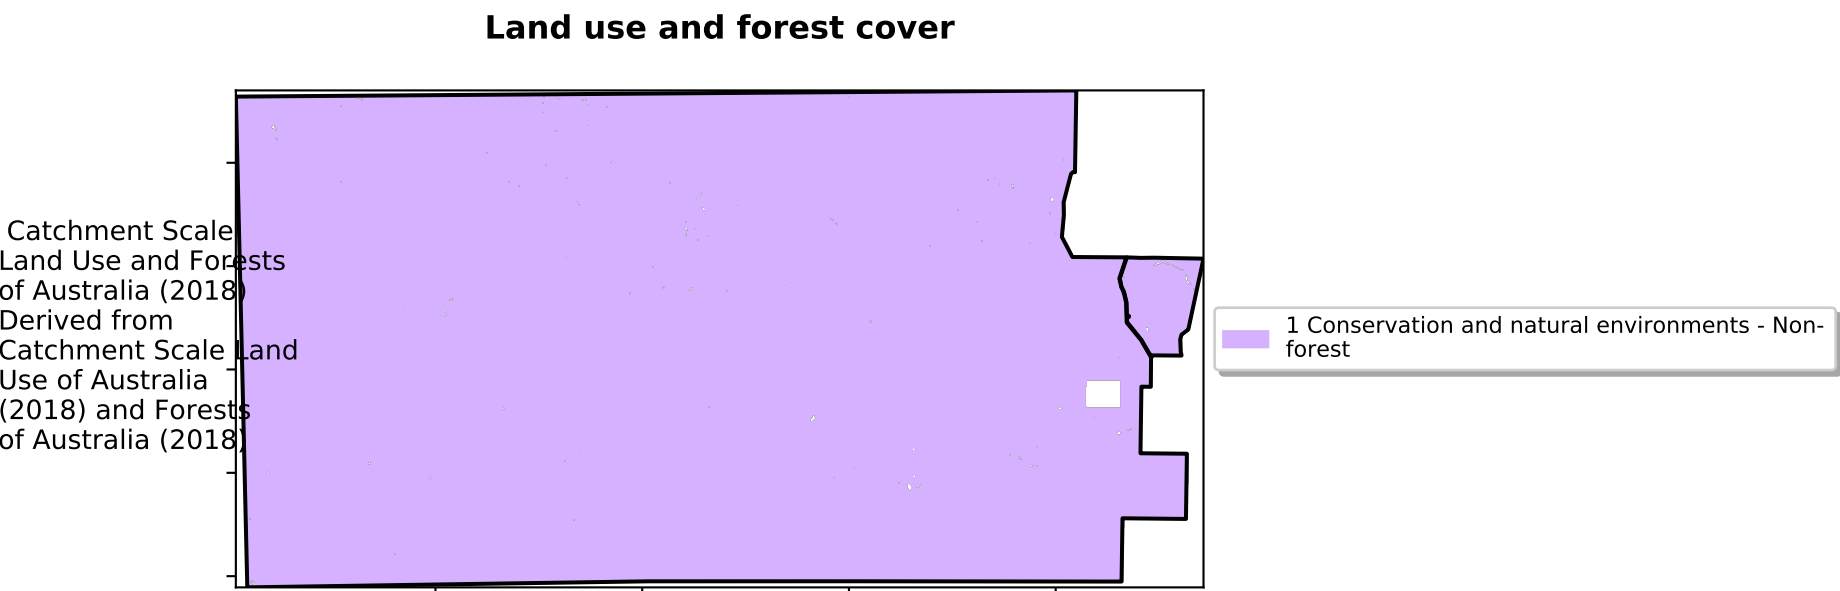 Land use and forest cover
Catchment Scale
Land Use and Forests
of Australia (2018)
Derived from
Catchment Scale Land
Use of Australia
(2018) and Forests
of Australia (2018)
1 Conservation and natural environments - Non-
forest